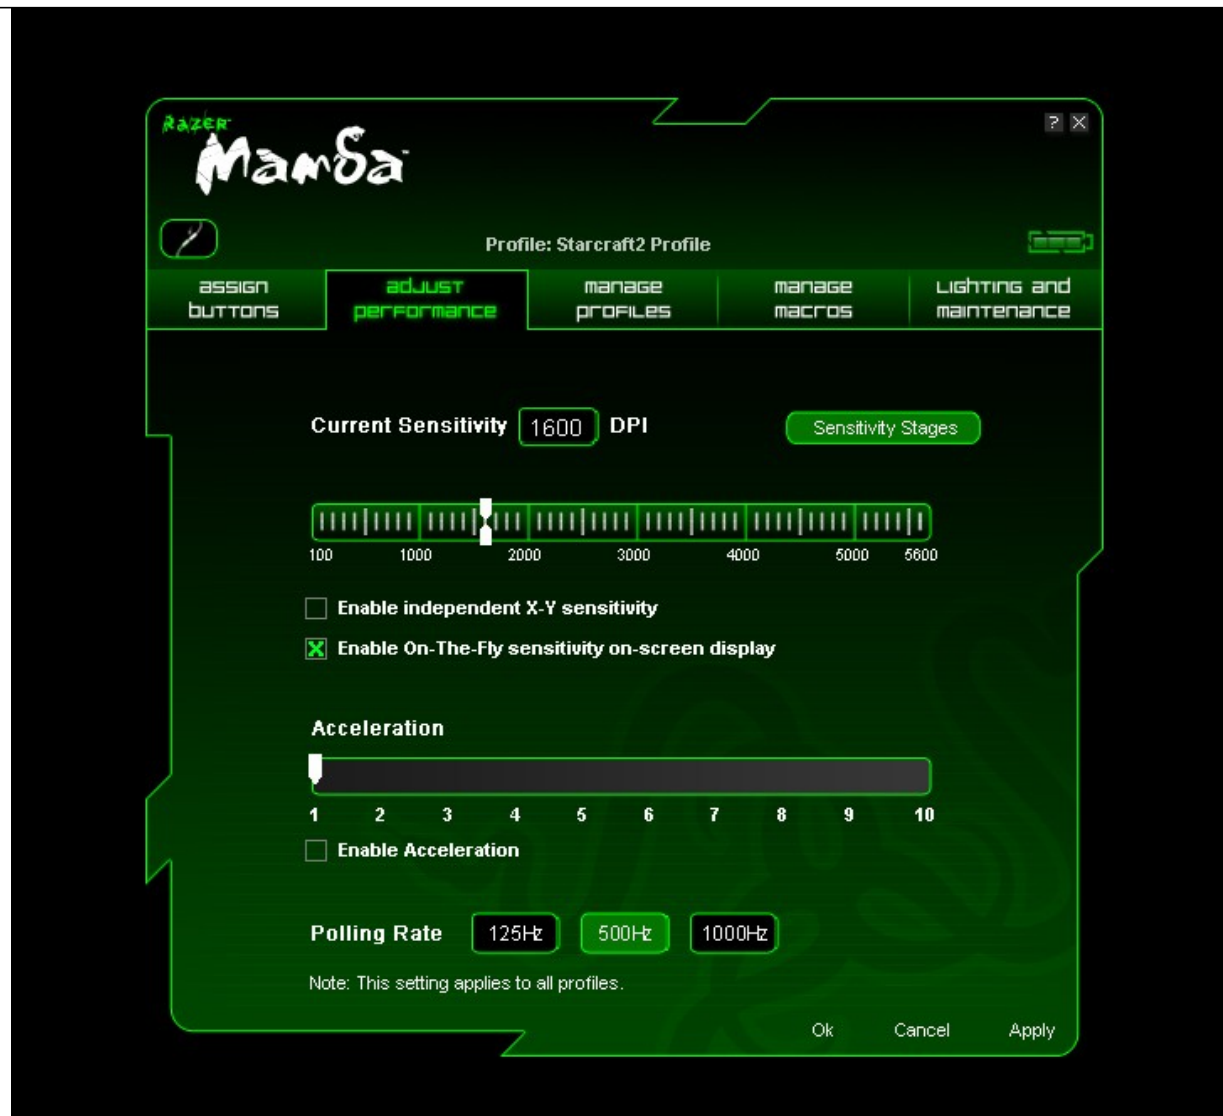 RAZER
MamBa™
? X
Profile: Starcraft2 Profile
assign buttons
adjust performance
manage profiles
manage macros
Lighting and maintenance
Current Sensitivity 1600 DPI Sensitivity Stages
100 1000 2000 3000 4000 5000 5600
Enable independent X-Y sensitivity
X Enable On-The-Fly sensitivity on-screen display
Acceleration
1 2 3 4 5 6 7 8 9 10
Enable Acceleration
Polling Rate 125Hz 500Hz 1000Hz
Note: This setting applies to all profiles.
Ok Cancel Apply